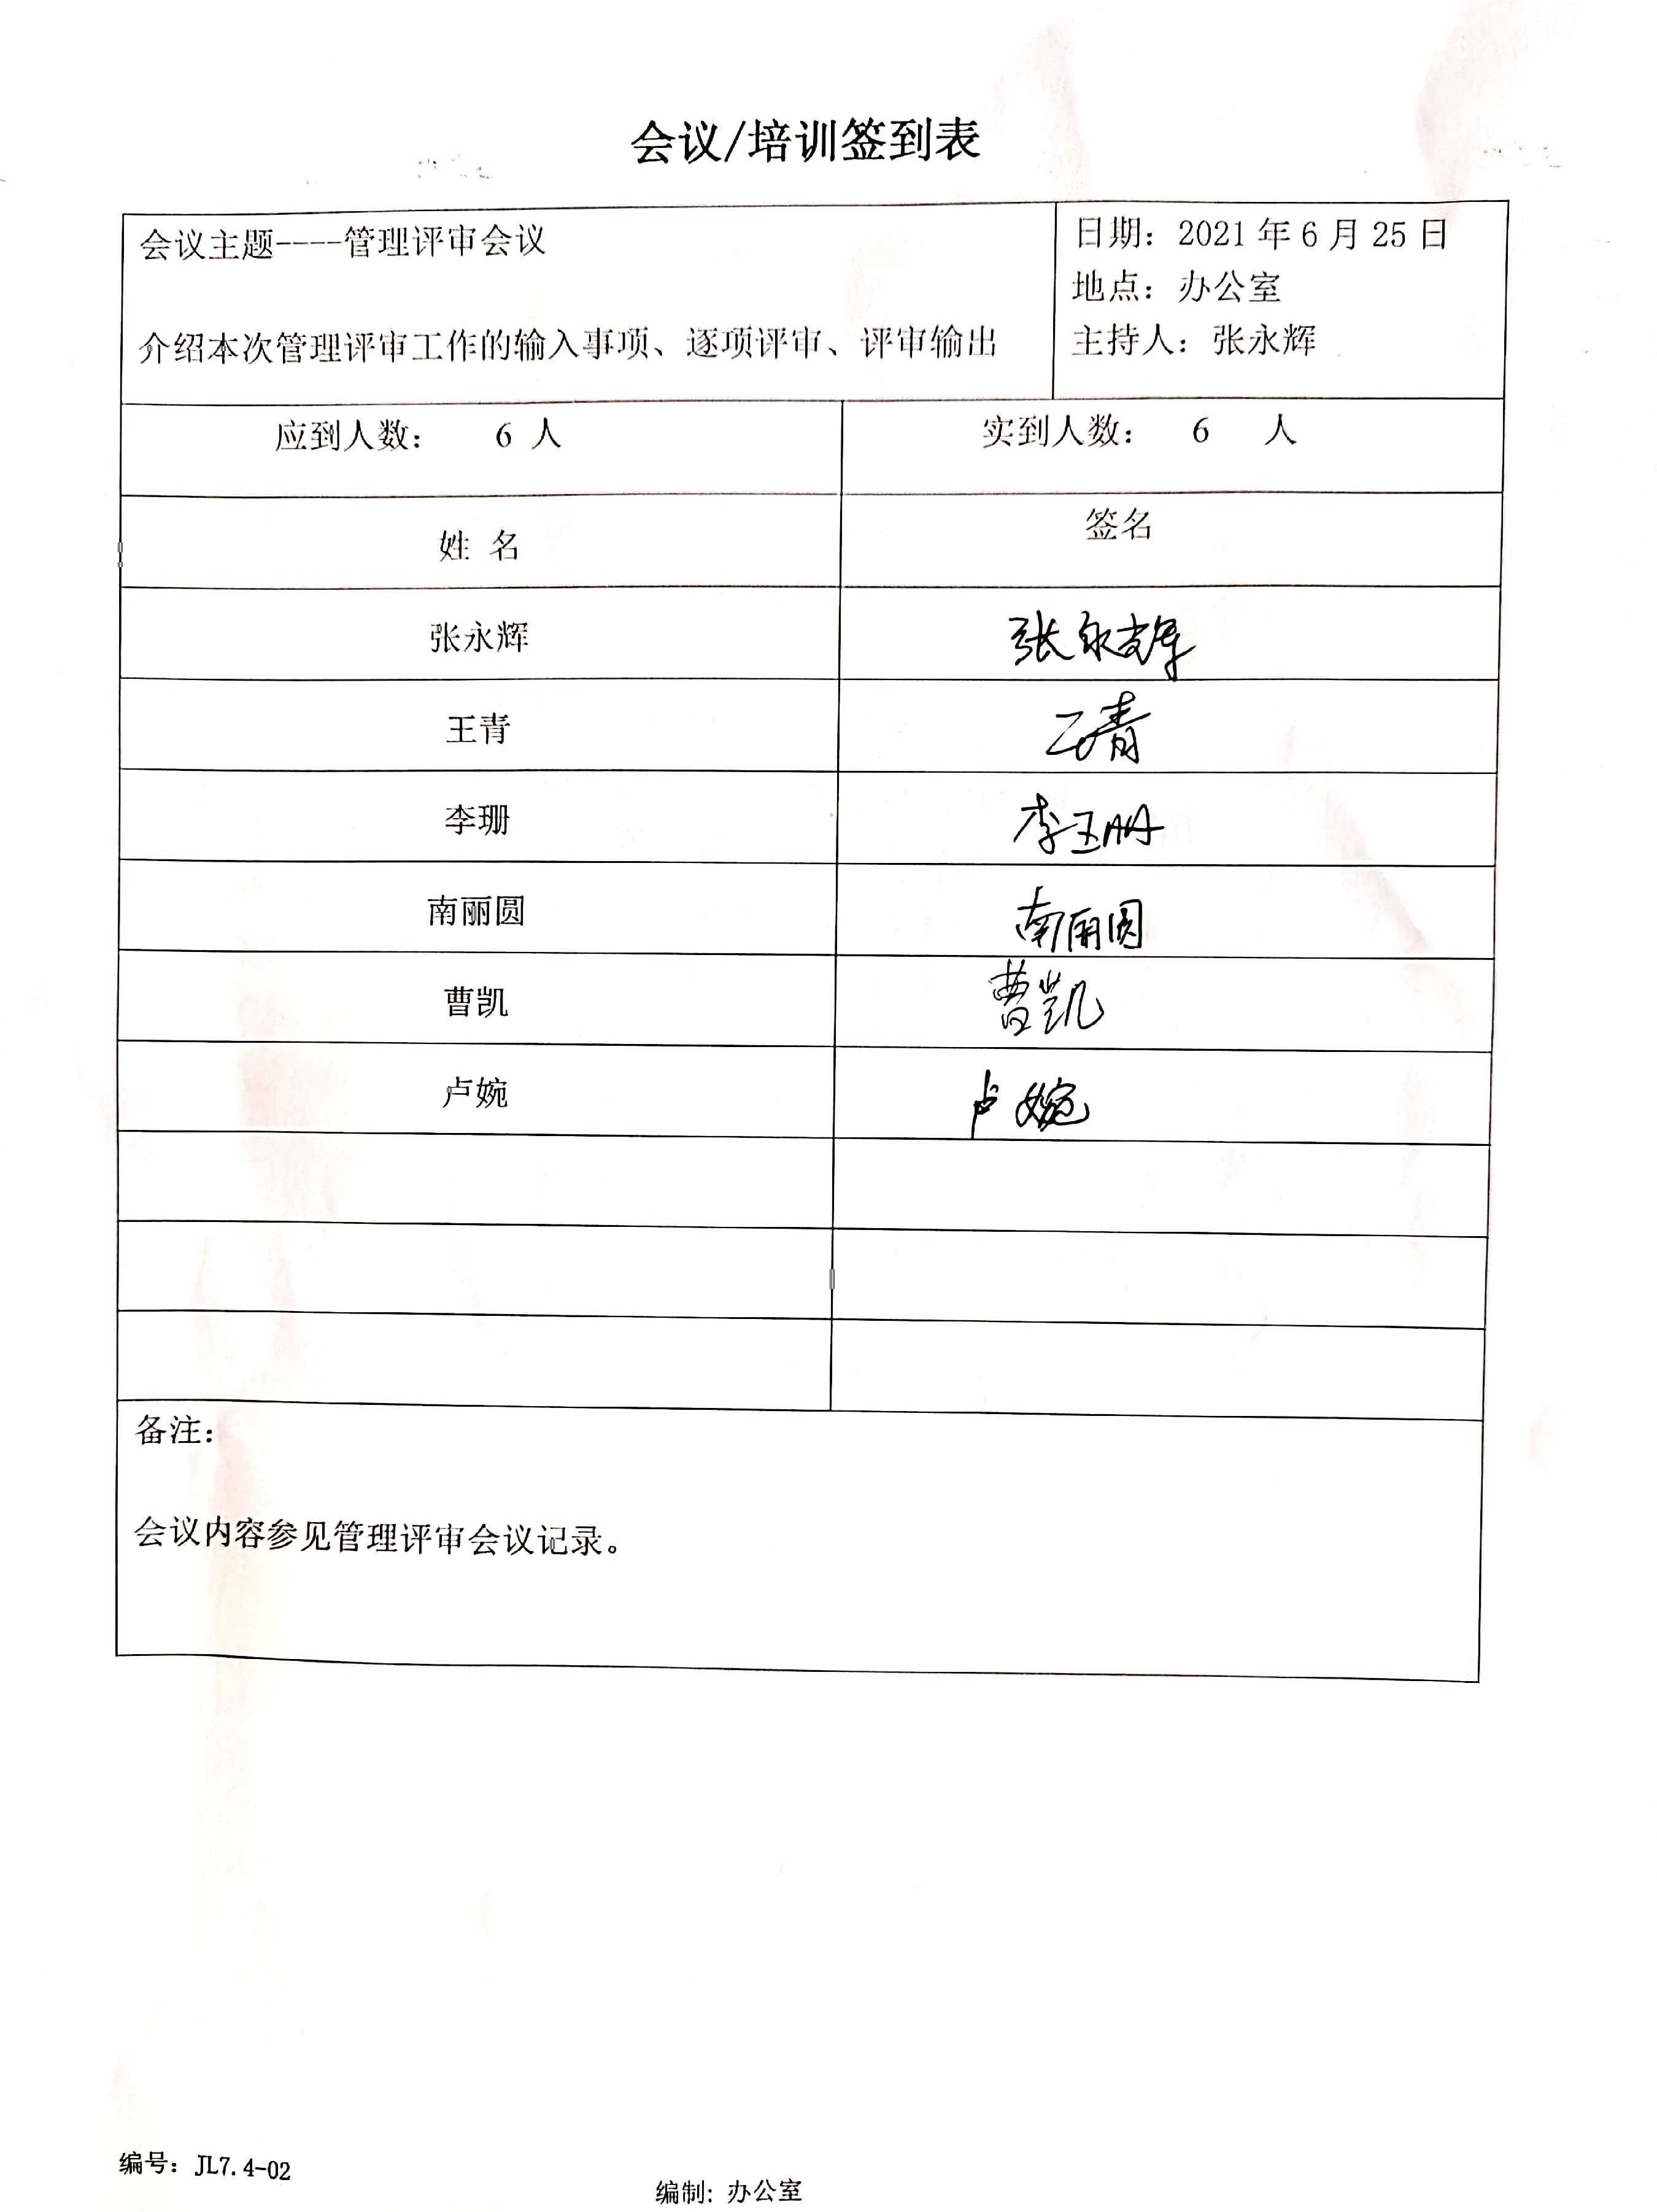 会议/培训签到表
会议主题----管理评审会议
介绍本次管理评审工作的输入事项、逐项评审、评审输出
日期：2021年6月25日
地点：办公室
主持人：张永辉
应到人数： 6 人
实到人数： 6 人
姓 名
签名
张永辉
张永辉
王青
王青
李珊
李珊
南丽圆
南丽圆
曹凯
曹凯
卢婉
卢婉
备注：
会议内容参见管理评审会议记录。
编号：JL7.4-02
编制：办公室